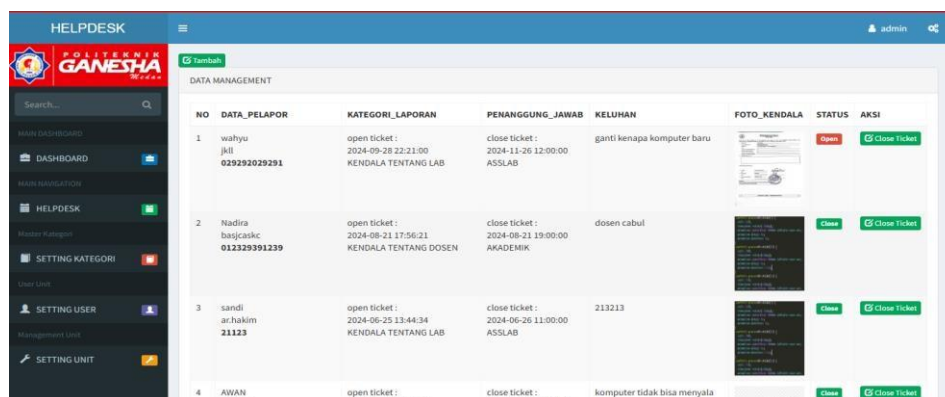 HELPDESK
admin
POLITEKNIK
GANESHA
Medan
Tambah
DATA MANAGEMENT
Search...
MAIN DASHBOARD
DASHBOARD
MAIN NAVIGATION
HELPDESK
Master Kategori
SETTING KATEGORI
User Unit
SETTING USER
Management Unit
SETTING UNIT
NO DATA_PELAPOR KATEGORI_LAPORAN PENANGGUNG_JAWAB KELUHAN FOTO_KENDALA STATUS AKSI
1 wahyu open ticket : close ticket : ganti kenapa komputer baru Open Close Ticket
jkll 2024-09-28 22:21:00 2024-11-26 12:00:00
029292029291 KENDALA TENTANG LAB ASSLAB
2 Nadira open ticket : close ticket : dosen cabul Close Close Ticket
basjcaskc 2024-08-21 17:56:21 2024-08-21 19:00:00
012329391239 KENDALA TENTANG DOSEN AKADEMIK
3 sandi open ticket : close ticket : 213213 Close Close Ticket
ar.hakim 2024-06-25 13:44:34 2024-06-26 11:00:00
21123 KENDALA TENTANG LAB ASSLAB
4 AWAN open ticket : close ticket : komputer tidak bisa menyala Close Close Ticket